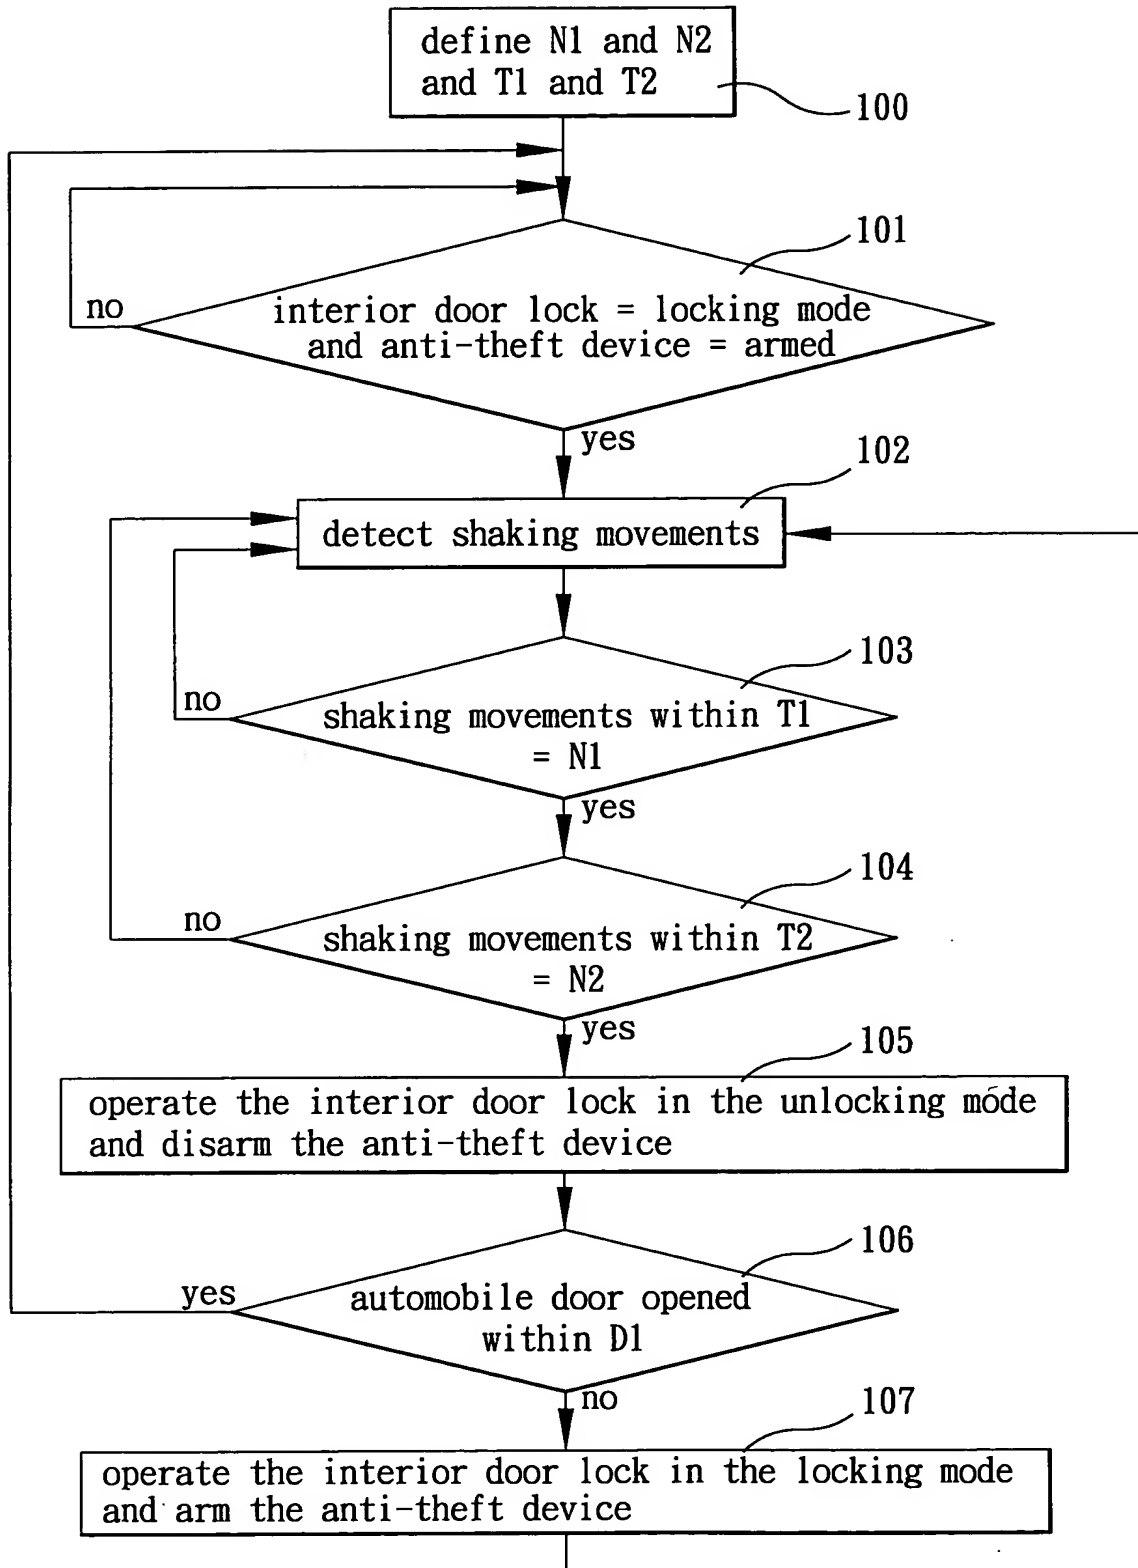 define N1 and N2
and T1 and T2
100
101
no
interior door lock = locking mode
and anti-theft device = armed
yes
102
detect shaking movements
103
no
shaking movements within T1
= N1
yes
104
no
shaking movements within T2
= N2
yes
105
operate the interior door lock in the unlocking mode
and disarm the anti-theft device
106
yes
automobile door opened
within D1
no
107
operate the interior door lock in the locking mode
and arm the anti-theft device